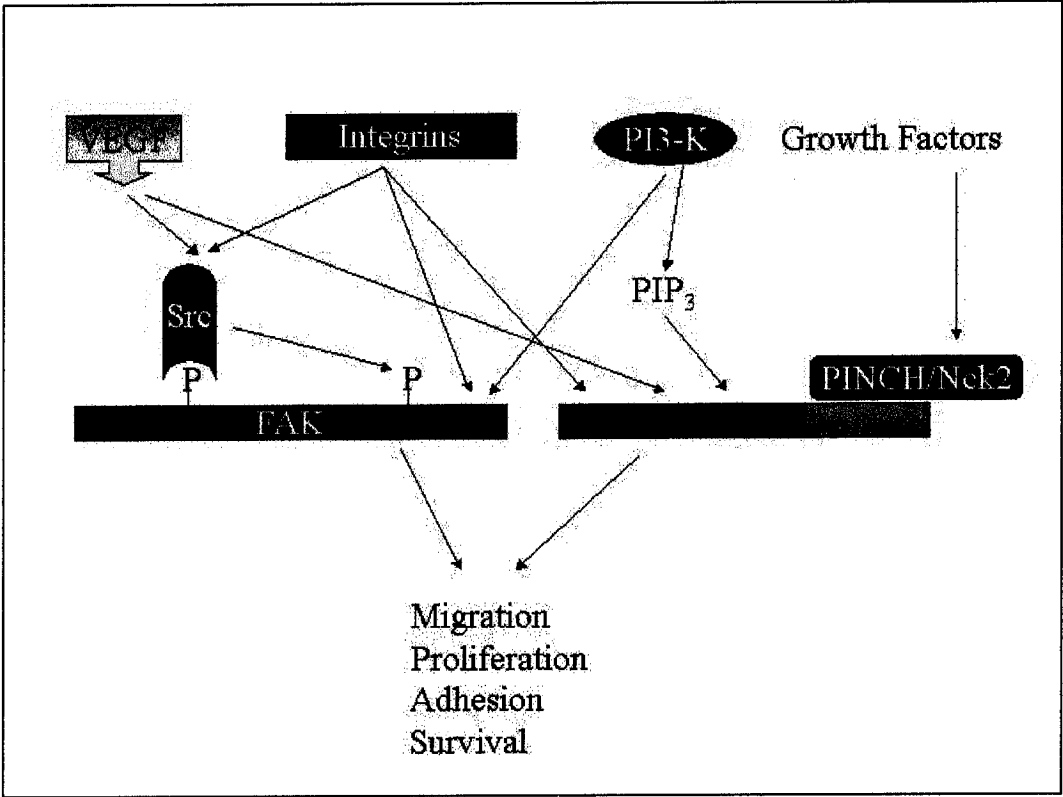 VEGF
Integrins
PI3-K
Growth Factors
PIP3
Src
P
P
PINCH/Nck2
FAK
Migration
Proliferation
Adhesion
Survival